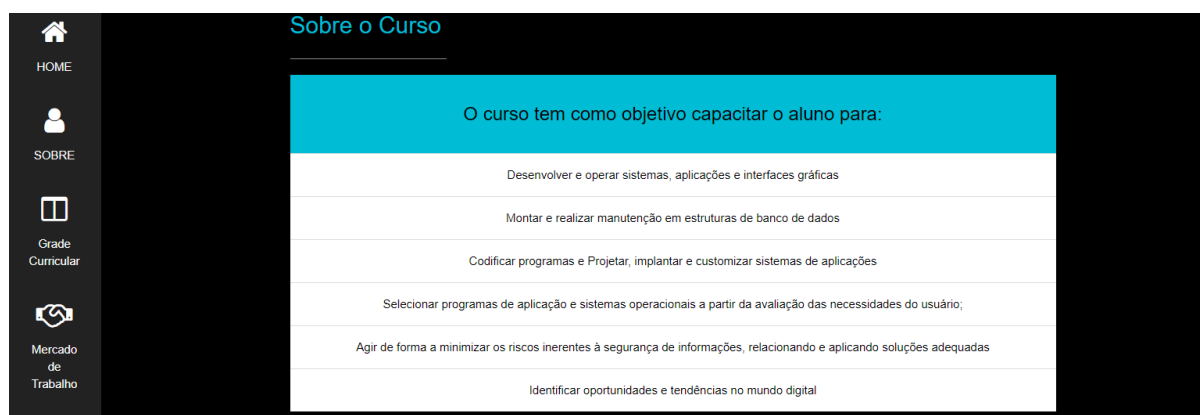 HOME
SOBRE
Grade
Curricular
Mercado
de
Trabalho
Sobre o Curso
O curso tem como objetivo capacitar o aluno para:
Desenvolver e operar sistemas, aplicações e interfaces gráficas
Montar e realizar manutenção em estruturas de banco de dados
Codificar programas e Projetar, implantar e customizar sistemas de aplicações
Selecionar programas de aplicação e sistemas operacionais a partir da avaliação das necessidades do usuário;
Agir de forma a minimizar os riscos inerentes à segurança de informações, relacionando e aplicando soluções adequadas
Identificar oportunidades e tendências no mundo digital